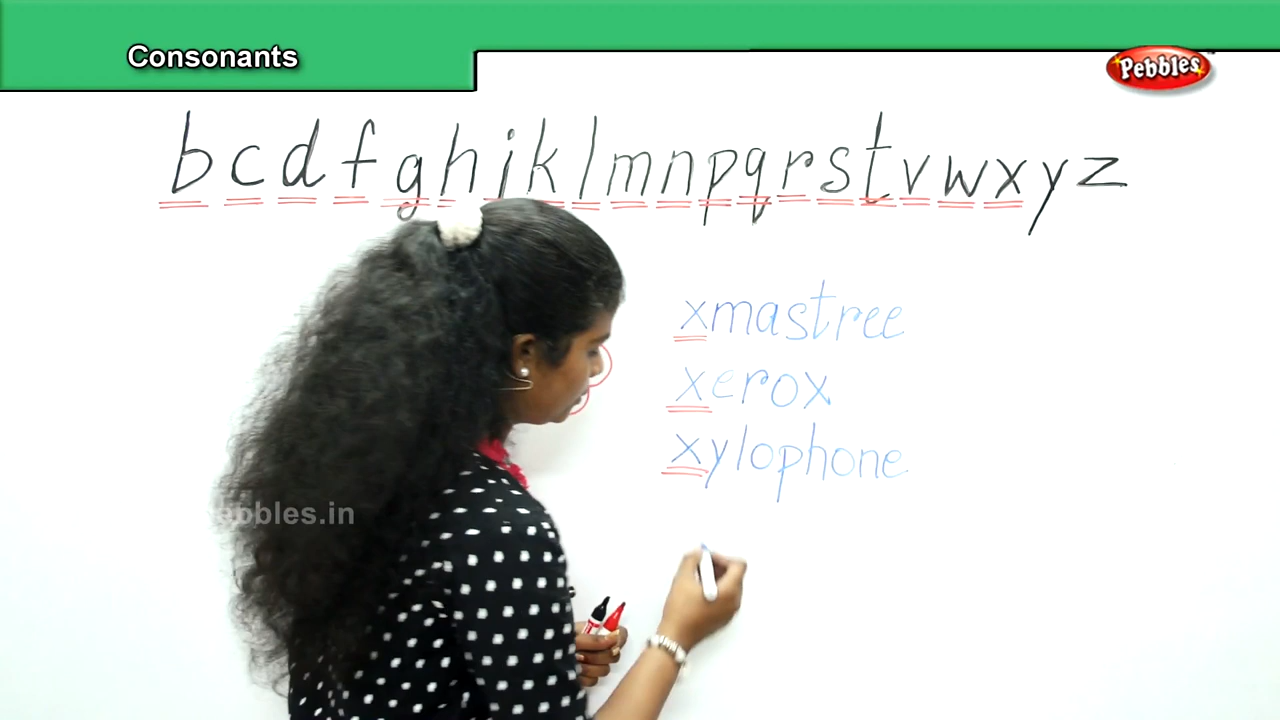 Consonants
Pebbles
b c d f g h j k l m n p q r s t v w x y z
xmastree
xerox
xylophone
ebbles.in